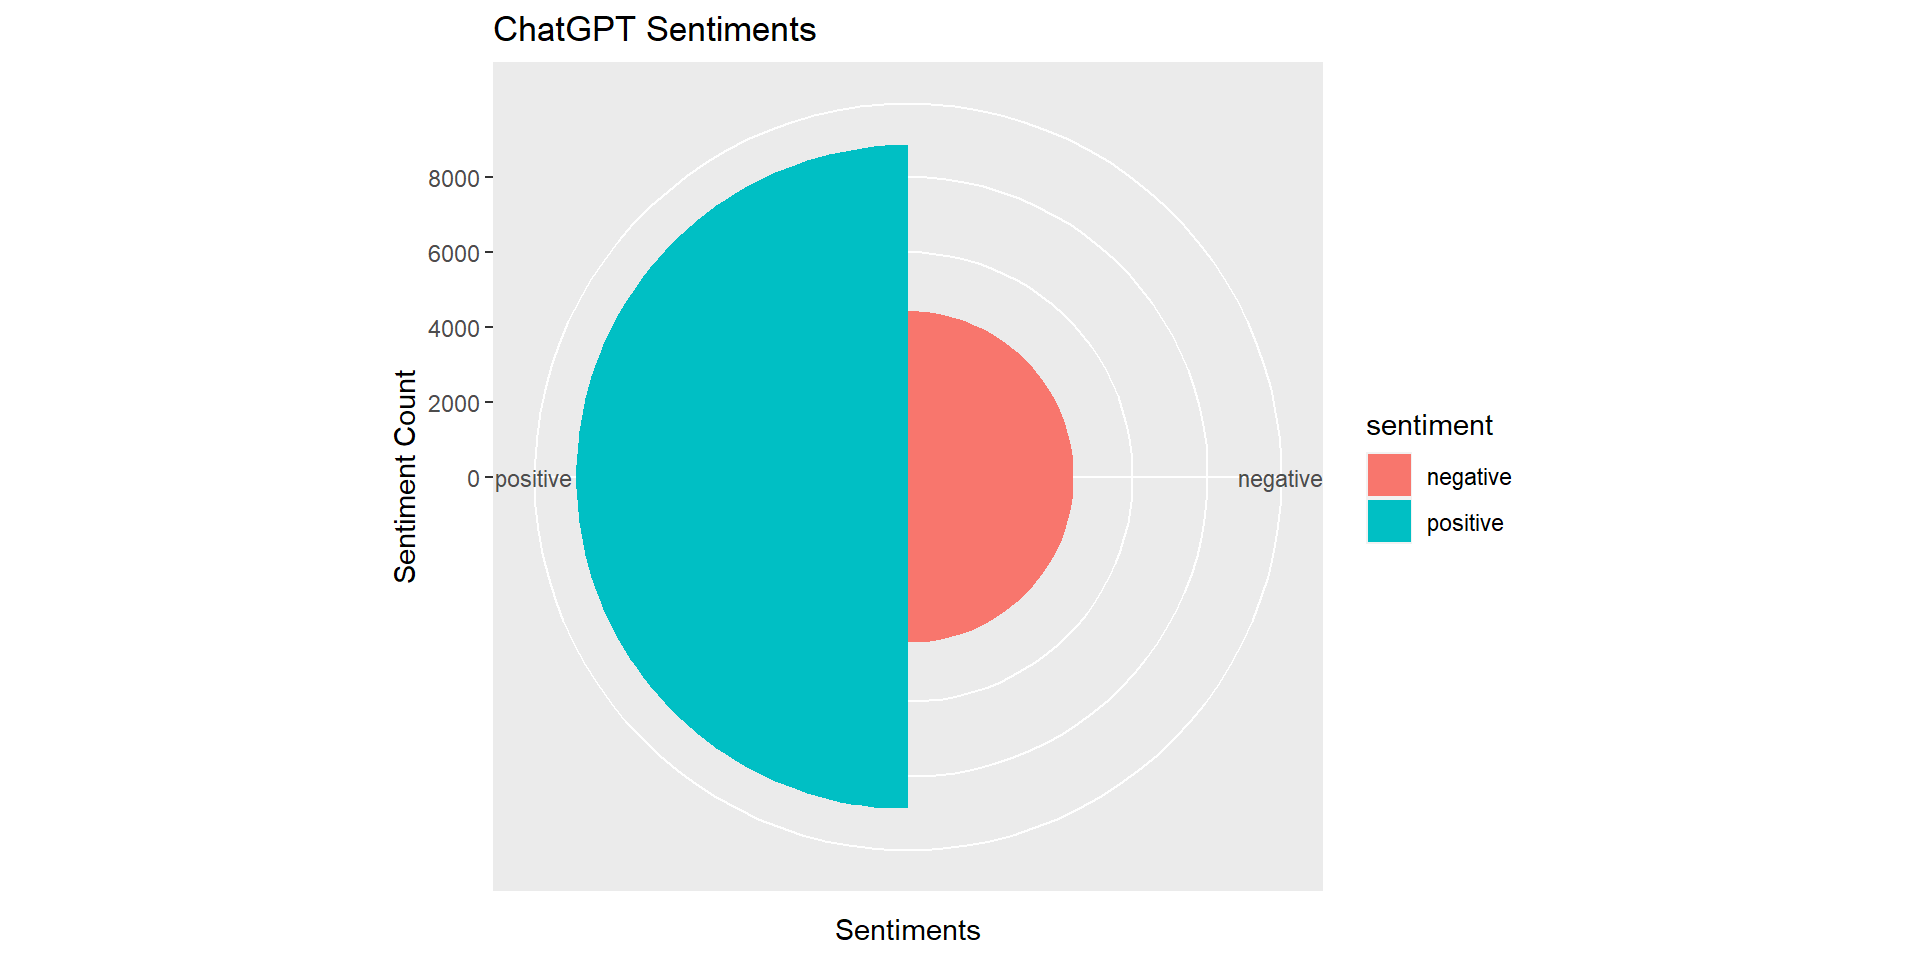 ChatGPT Sentiments
8000
6000
4000
2000
0
Sentiment Count
positive
negative
Sentiments
sentiment
negative
positive